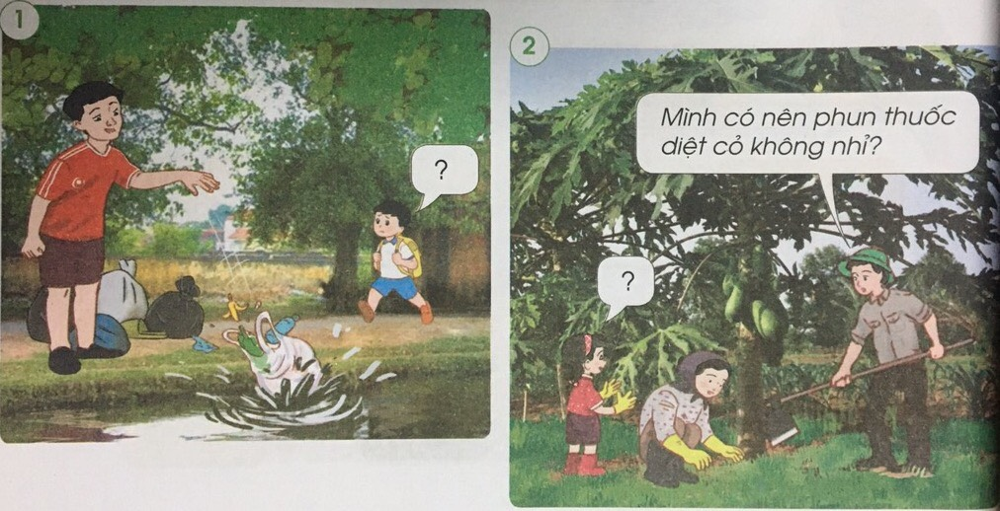 1
?
2
Mình có nên phun thuốc
diệt cỏ không nhỉ?
?